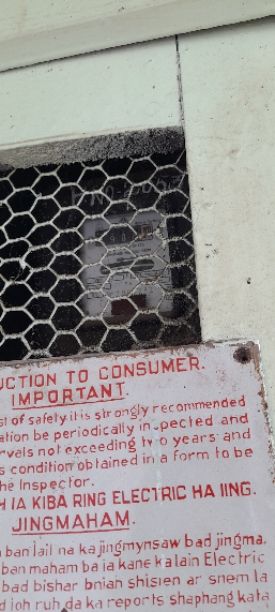 UCTION TO CONSUMER.
IMPORTANT.
st of safety it is strongly recommended
ation be periodically in pected and
rvels not exceeding two years and
s condition obtained in a form to be
he Inspector.
H IA KIBA RING ELECTRIC HA IING.
JINGMAHAM.
ban lail na ka jingmynsaw bad jingma.
ban maham ba ia kane ka lain Electric
bad bishar bniah shisien ar snem la
d ioh ruh da ka reports shaphang kata